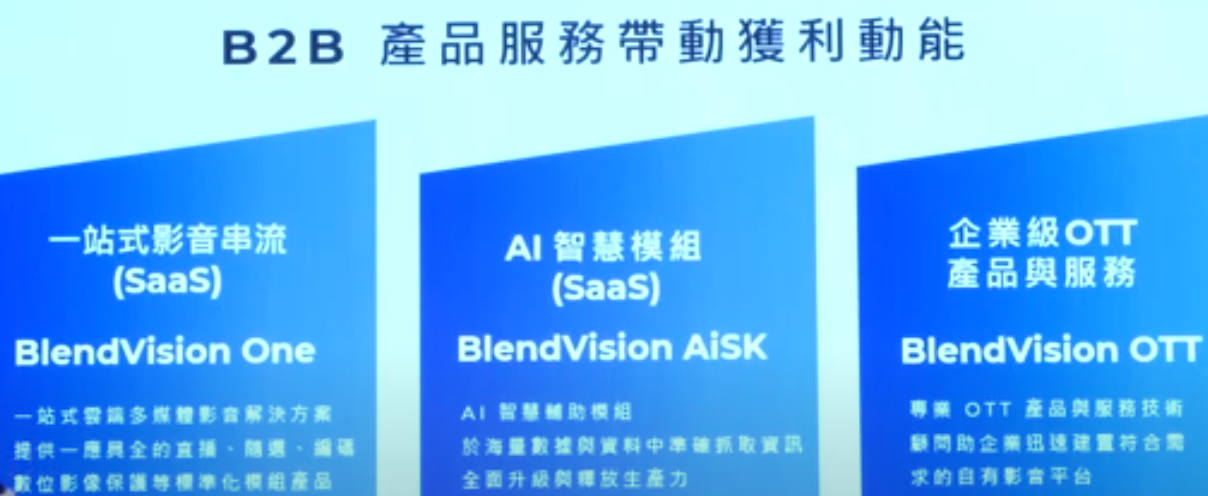 B2B 產品服務帶動獲利動能
一站式影音串流
(SaaS)
BlendVision One
一站式雲端多媒體影音解決方案
提供一應具全的直播、隨選、編碼
數位影像保護等標準化模組產品
AI 智慧模組
(SaaS)
BlendVision AiSK
AI 智慧輔助模組
於海量數據與資料中準確抓取資訊
全面升級與釋放生產力
企業級OTT
產品與服務
BlendVision OTT
專業 OTT 產品與服務技術
顧問助企業迅速建置符合需
求的自有影音平台